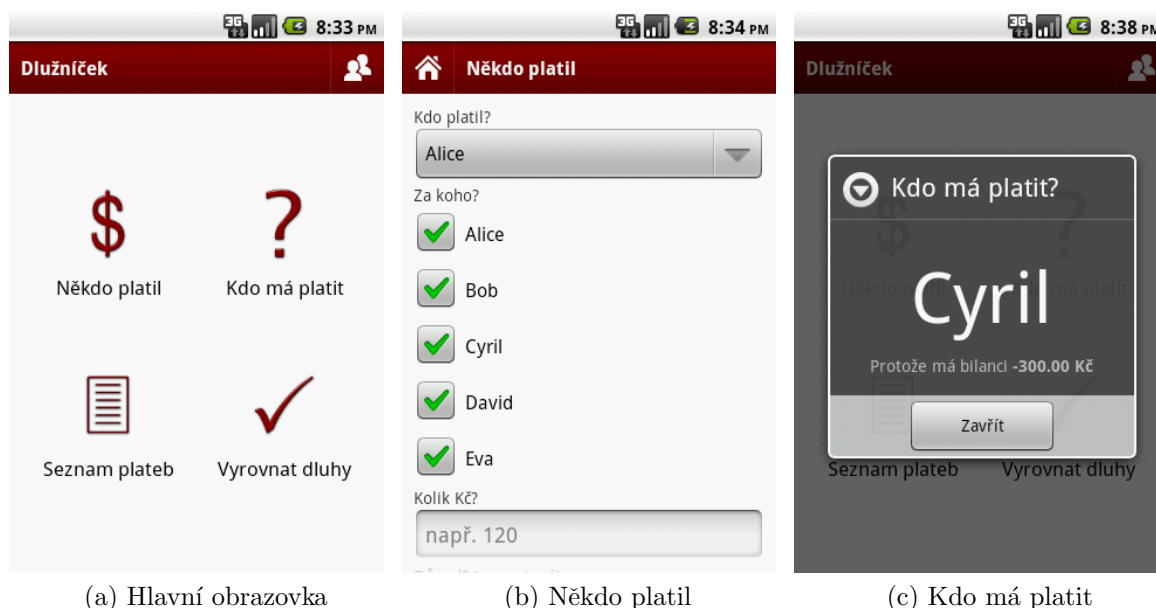 3G 8:33 PM
Dlužníček
Někdo platil
Kdo má platit
Seznam plateb
Vyrovnat dluhy
(a) Hlavní obrazovka
3G 8:34 PM
Někdo platil
Kdo platil?
Alice
Za koho?
Alice
Bob
Cyril
David
Eva
Kolik Kč?
např. 120
(b) Někdo platil
3G 8:38 PM
Dlužníček
Kdo má platit?
Cyril
Protože má bilanci -300.00 Kč
Zavřít
Seznam plateb
Vyrovnat dluhy
(c) Kdo má platit